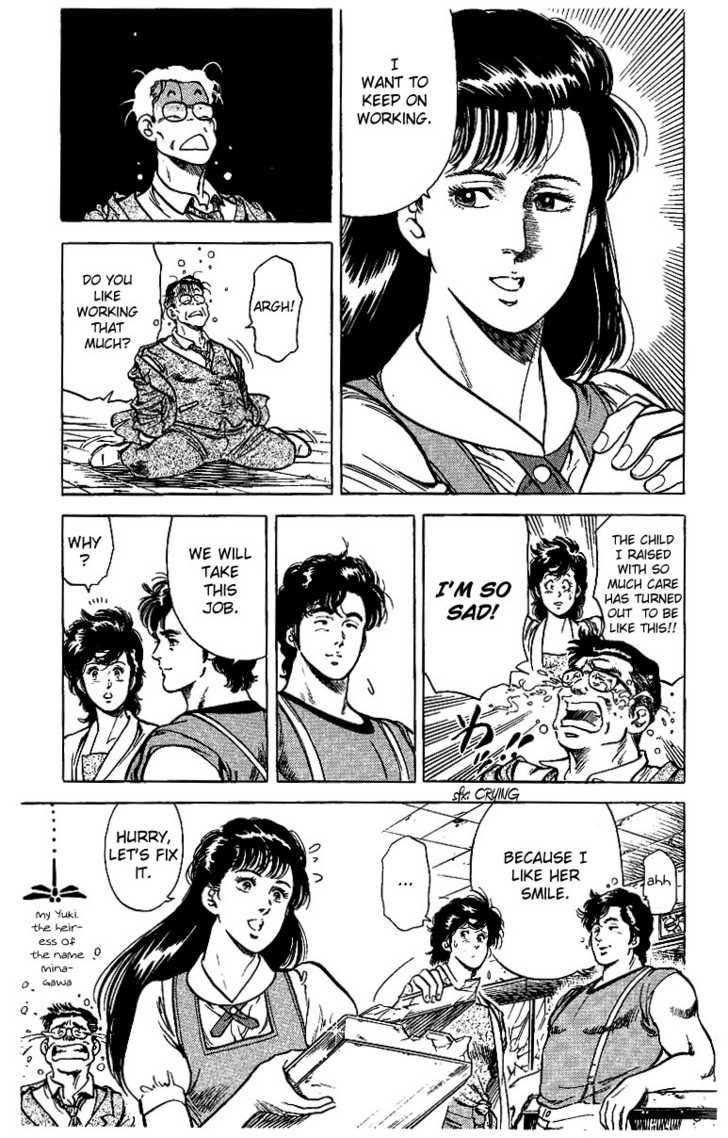 I
WANT TO
KEEP ON
WORKING.
ARGH!
DO YOU
LIKE
WORKING
THAT
MUCH?
THE CHILD
I RAISED
WITH SO
MUCH CARE
HAS TURNED
OUT TO BE
LIKE THIS!!
I'M SO
SAD!
わ
!!
sfx: CRYING
WE WILL
TAKE
THIS
JOB.
WHY
?
ahh
BECAUSE I
LIKE HER
SMILE.
...
HURRY,
LET'S FIX
IT.
my Yuki.
the heir-
ess of
the name
mina-
gawa